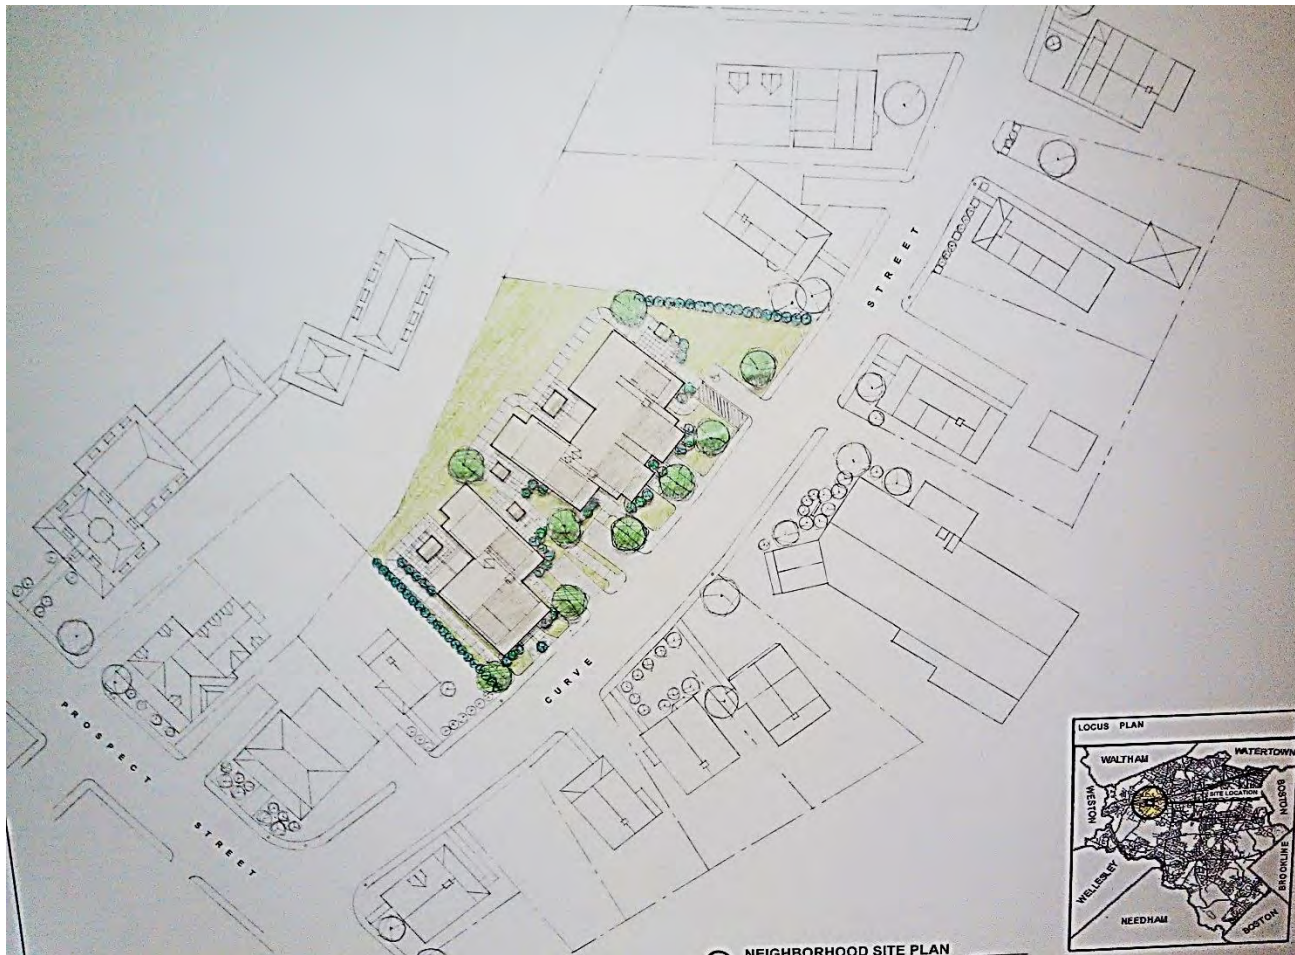 STREET
CURVE
PROSPECT
STREET
LOCUS PLAN
WALTHAM
WATERTOWN
WESTON
SITE LOCATION
BOSTON
BROOKLINE
WELLESLEY
NEEDHAM
BOSTON
NEIGHBORHOOD SITE PLAN